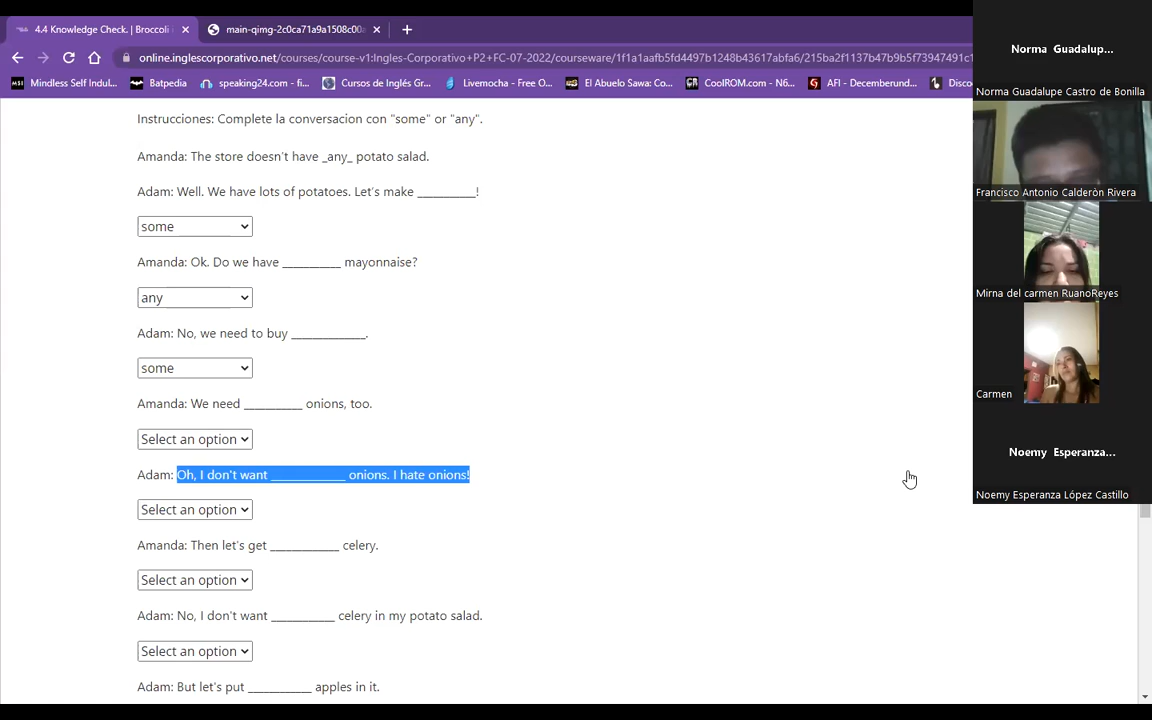 4.4 Knowledge Check. | Broccoli
main-qimg-2c0ca71a9a1508c00
online.inglescorporativo.net/courses/course-v1:Ingles-Corporativo+P2+FC-07-2022/courseware/1f1a1aafb5fd4497b1248b43617abfa6/215ba2f1137b47b9b5f73947491c1
Mindless Self Indul...
Batpedia
speaking24.com - fi...
Cursos de Inglés Gr...
Livemocha - Free O...
El Abuelo Sawa: Co...
CoolROM.com - N6...
AFI - Decemberund...
Disco
Instrucciones: Complete la conversacion con "some" or "any".
Amanda: The store doesn't have _any_ potato salad.
Adam: Well. We have lots of potatoes. Let's make __________!
some
Amanda: Ok. Do we have __________ mayonnaise?
any
Adam: No, we need to buy _____________.
some
Amanda: We need __________ onions, too.
Select an option
Adam: Oh, I don't want _____________ onions. I hate onions!
Select an option
Amanda: Then let's get ____________ celery.
Select an option
Adam: No, I don't want ___________ celery in my potato salad.
Select an option
Adam: But let's put ___________ apples in it.
Norma Guadalup...
Norma Guadalupe Castro de Bonilla
Francisco Antonio Calderòn Rivera
Mirna del carmen RuanoReyes
Carmen
Noemy Esperanza...
Noemy Esperanza López Castillo